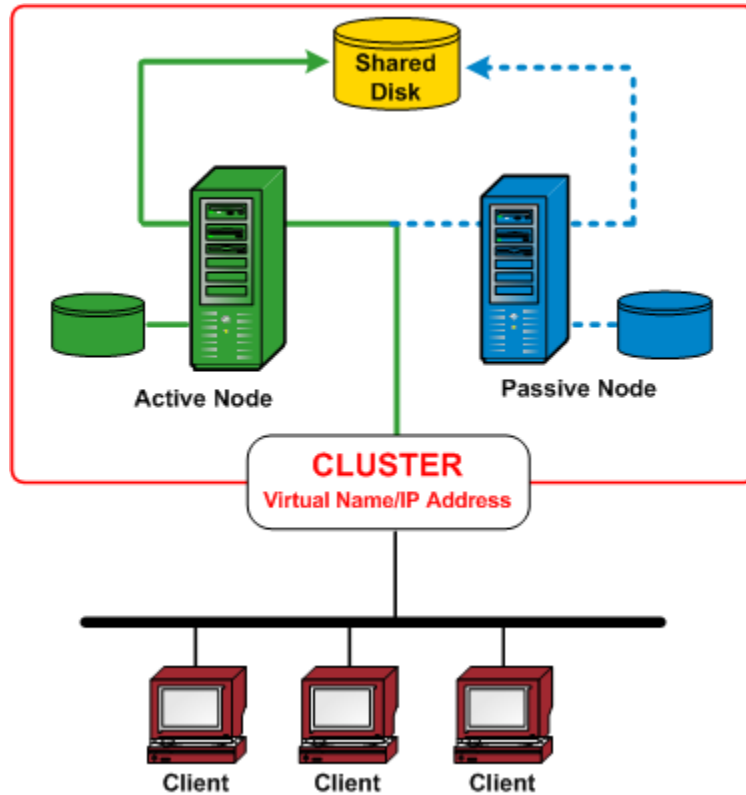 Shared
Disk
Active Node
Passive Node
CLUSTER
Virtual Name/IP Address
Client
Client
Client